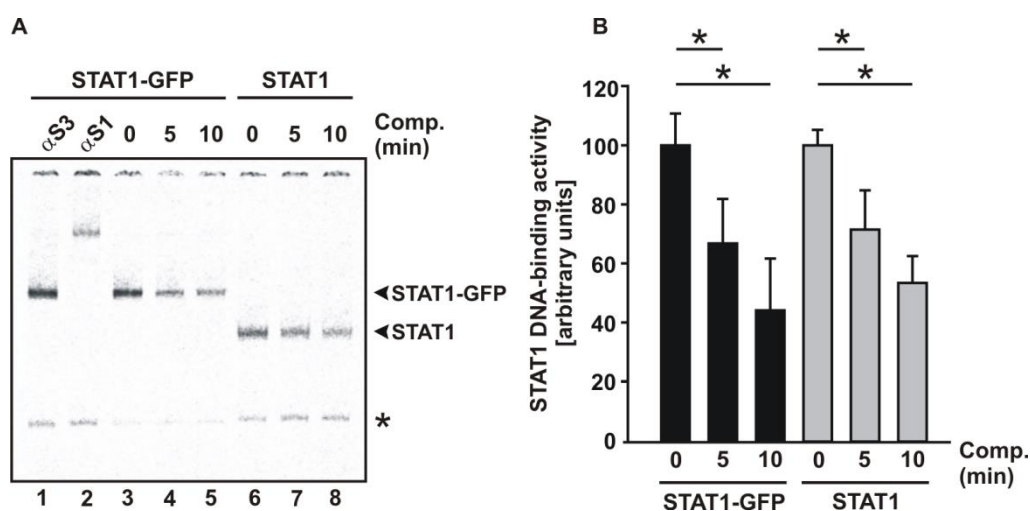 A
STAT1-GFP STAT1
αS3 αS1 0 5 10 0 5 10 Comp. (min)
STAT1-GFP
STAT1
*
1 2 3 4 5 6 7 8
B
* *
* *
STAT1 DNA-binding activity
[arbitrary units]
120
100
80
60
40
20
0
0 5 10 0 5 10 Comp. (min)
STAT1-GFP STAT1